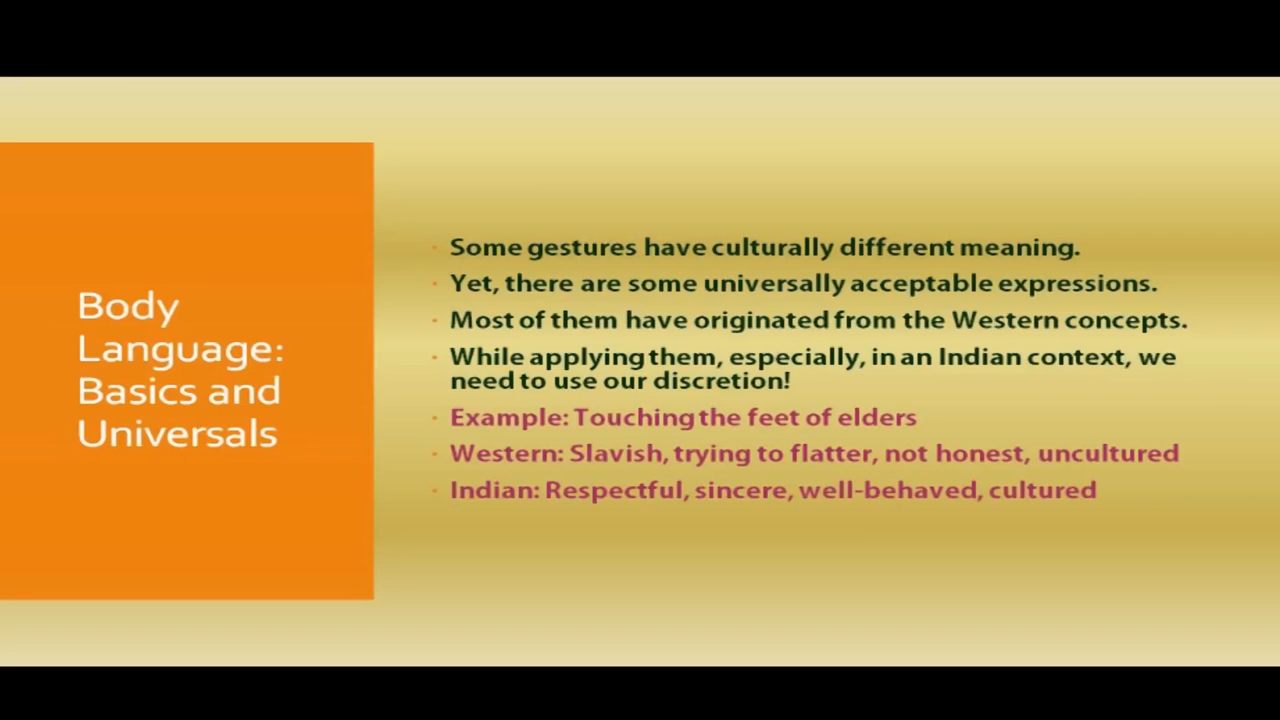 Body
Language:
Basics and
Universals
Some gestures have culturally different meaning.
Yet, there are some universally acceptable expressions.
Most of them have originated from the Western concepts.
While applying them, especially, in an Indian context, we
need to use our discretion!
Example: Touching the feet of elders
Western: Slavish, trying to flatter, not honest, uncultured
Indian: Respectful, sincere, well-behaved, cultured